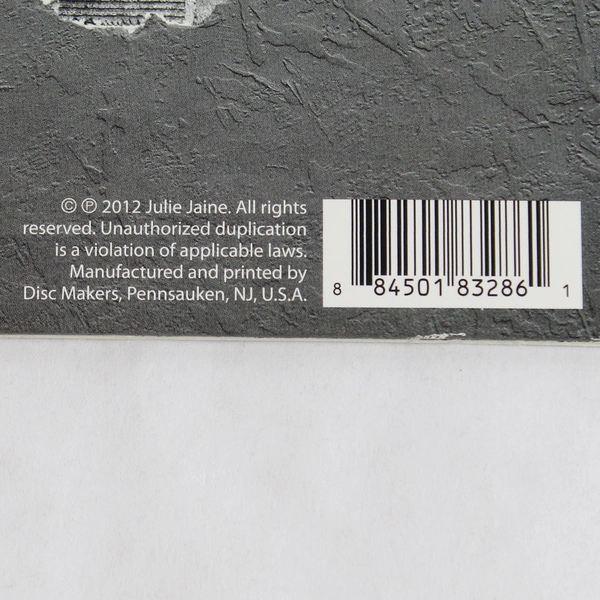 © ℗ 2012 Julie Jaine. All rights
reserved. Unauthorized duplication
is a violation of applicable laws.
Manufactured and printed by
Disc Makers, Pennsauken, NJ, U.S.A.
8 84501 83286 1